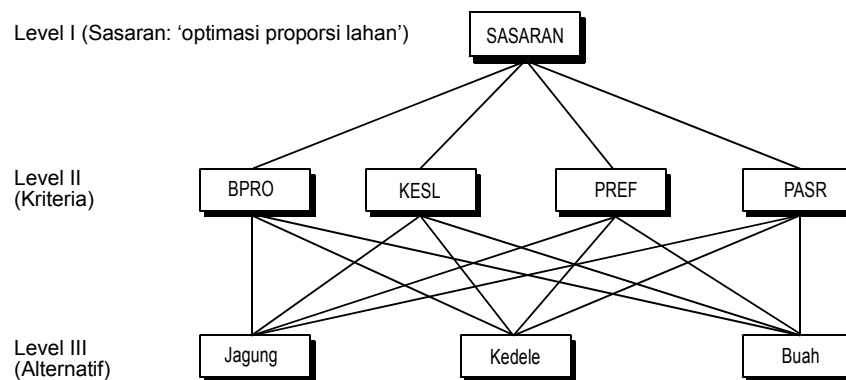 Level I (Sasaran: ‘optimasi proporsi lahan’)
SASARAN
Level II
(Kriteria)
BPRO
KESL
PREF
PASR
Level III
(Alternatif)
Jagung
Kedele
Buah